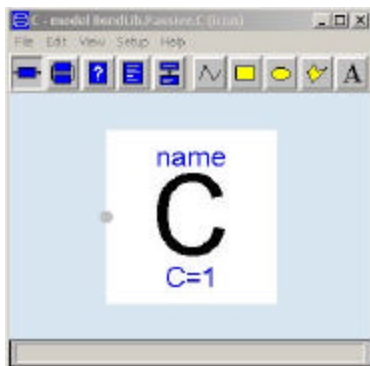 C - model BondLib.Passive.C (icon)
File Edit View Setup Help
? A
name
C
C=1